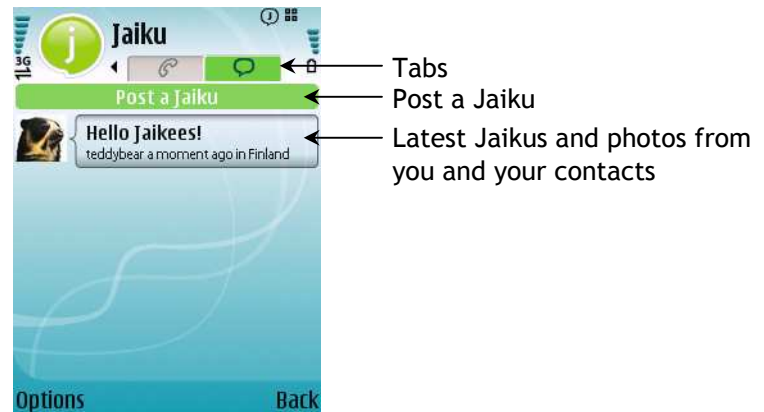 j
Jaiku
3G
Tabs
Post a Jaiku
Post a Jaiku
Hello Jaikees!
teddybear a moment ago in Finland
Latest Jaikus and photos from
you and your contacts
Options
Back